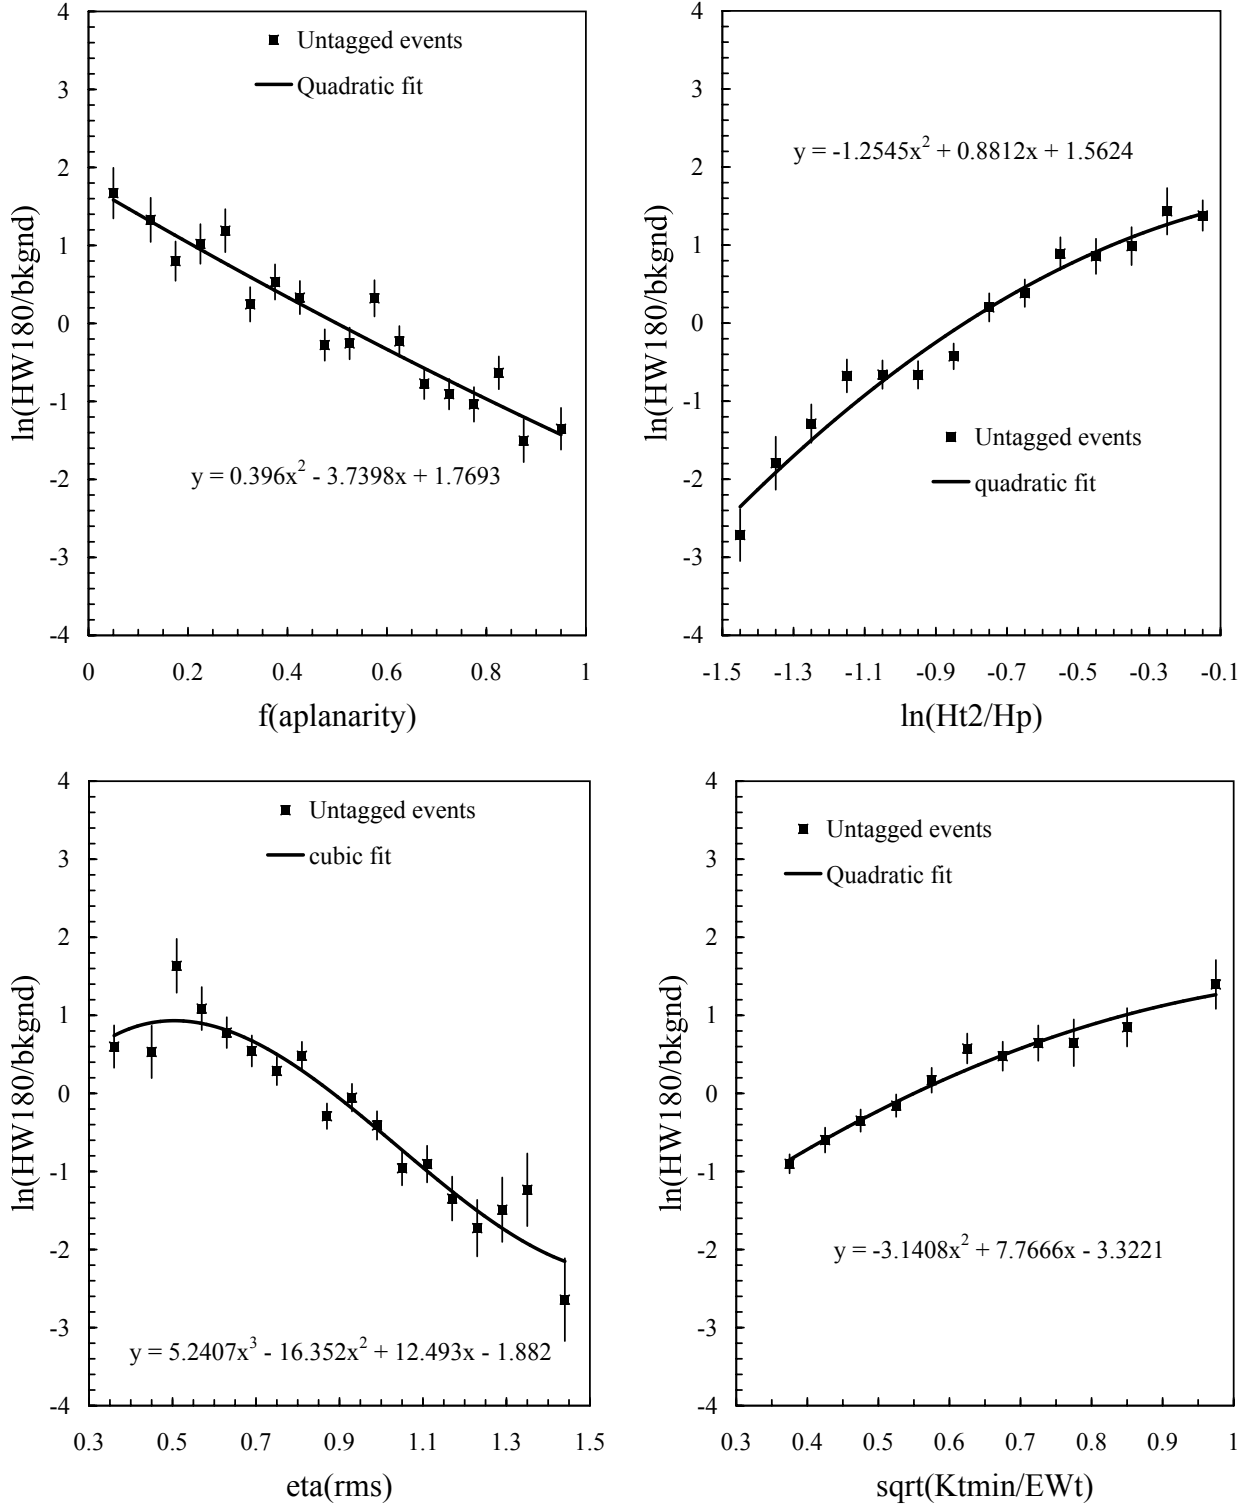 4
3
2
1
0
-1
-2
-3
-4
ln(HW180/bkgnd)
Untagged events
Quadratic fit
y = 0.396x² - 3.7398x + 1.7693
0 0.2 0.4 0.6 0.8 1
f(aplanarity)
4
3
2
1
0
-1
-2
-3
-4
ln(HW180/bkgnd)
y = -1.2545x² + 0.8812x + 1.5624
Untagged events
quadratic fit
-1.5 -1.3 -1.1 -0.9 -0.7 -0.5 -0.3 -0.1
ln(Ht2/Hp)
4
3
2
1
0
-1
-2
-3
-4
ln(HW180/bkgnd)
Untagged events
cubic fit
y = 5.2407x³ - 16.352x² + 12.493x - 1.882
0.3 0.5 0.7 0.9 1.1 1.3 1.5
eta(rms)
4
3
2
1
0
-1
-2
-3
-4
ln(HW180/bkgnd)
Untagged events
Quadratic fit
y = -3.1408x² + 7.7666x - 3.3221
0.3 0.4 0.5 0.6 0.7 0.8 0.9 1
sqrt(Ktmin/EWt)